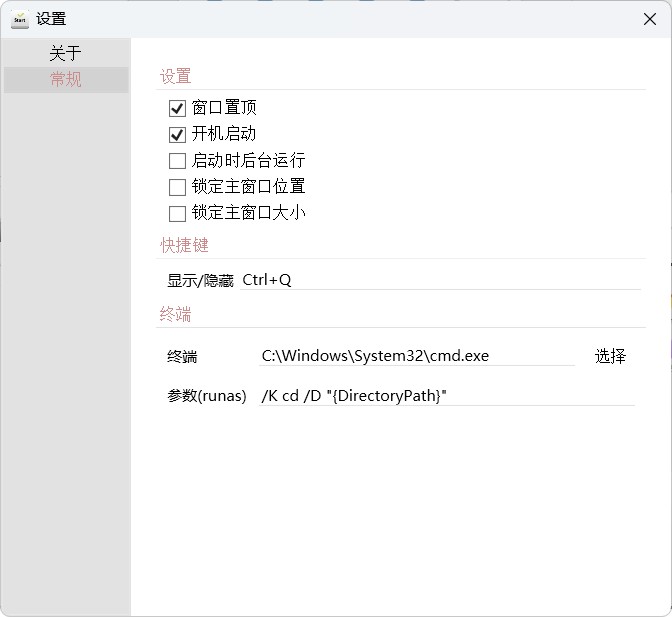 Start
设置
关于
常规
设置
窗口置顶
开机启动
启动时后台运行
锁定主窗口位置
锁定主窗口大小
快捷键
显示/隐藏 Ctrl+Q
终端
终端 C:\Windows\System32\cmd.exe 选择
参数(runas) /K cd /D "{DirectoryPath}"